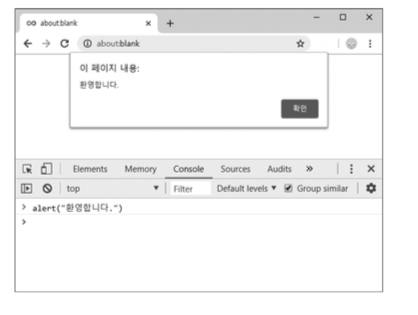 about:blank
about:blank
이 페이지 내용:
환영합니다.
확인
Elements Memory Console Sources Audits »
top Filter Default levels ▼ Group similar
> alert("환영합니다.")
>